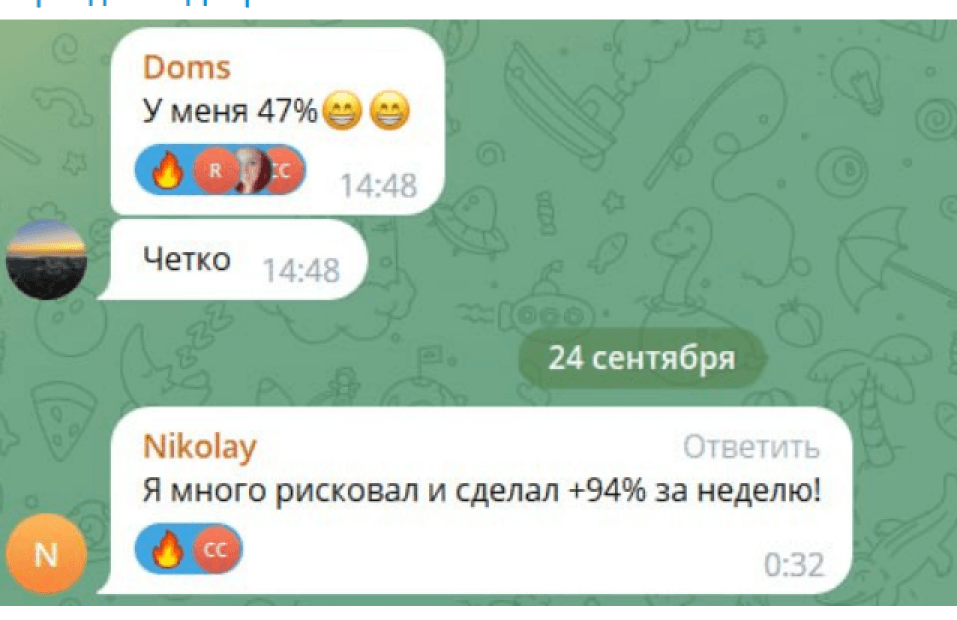 Doms
У меня 47%😁😁
🔥 R CC
14:48
Четко
14:48
24 сентября
Nikolay
Ответить
Я много рисковал и сделал +94% за неделю!
N
🔥 CC
0:32